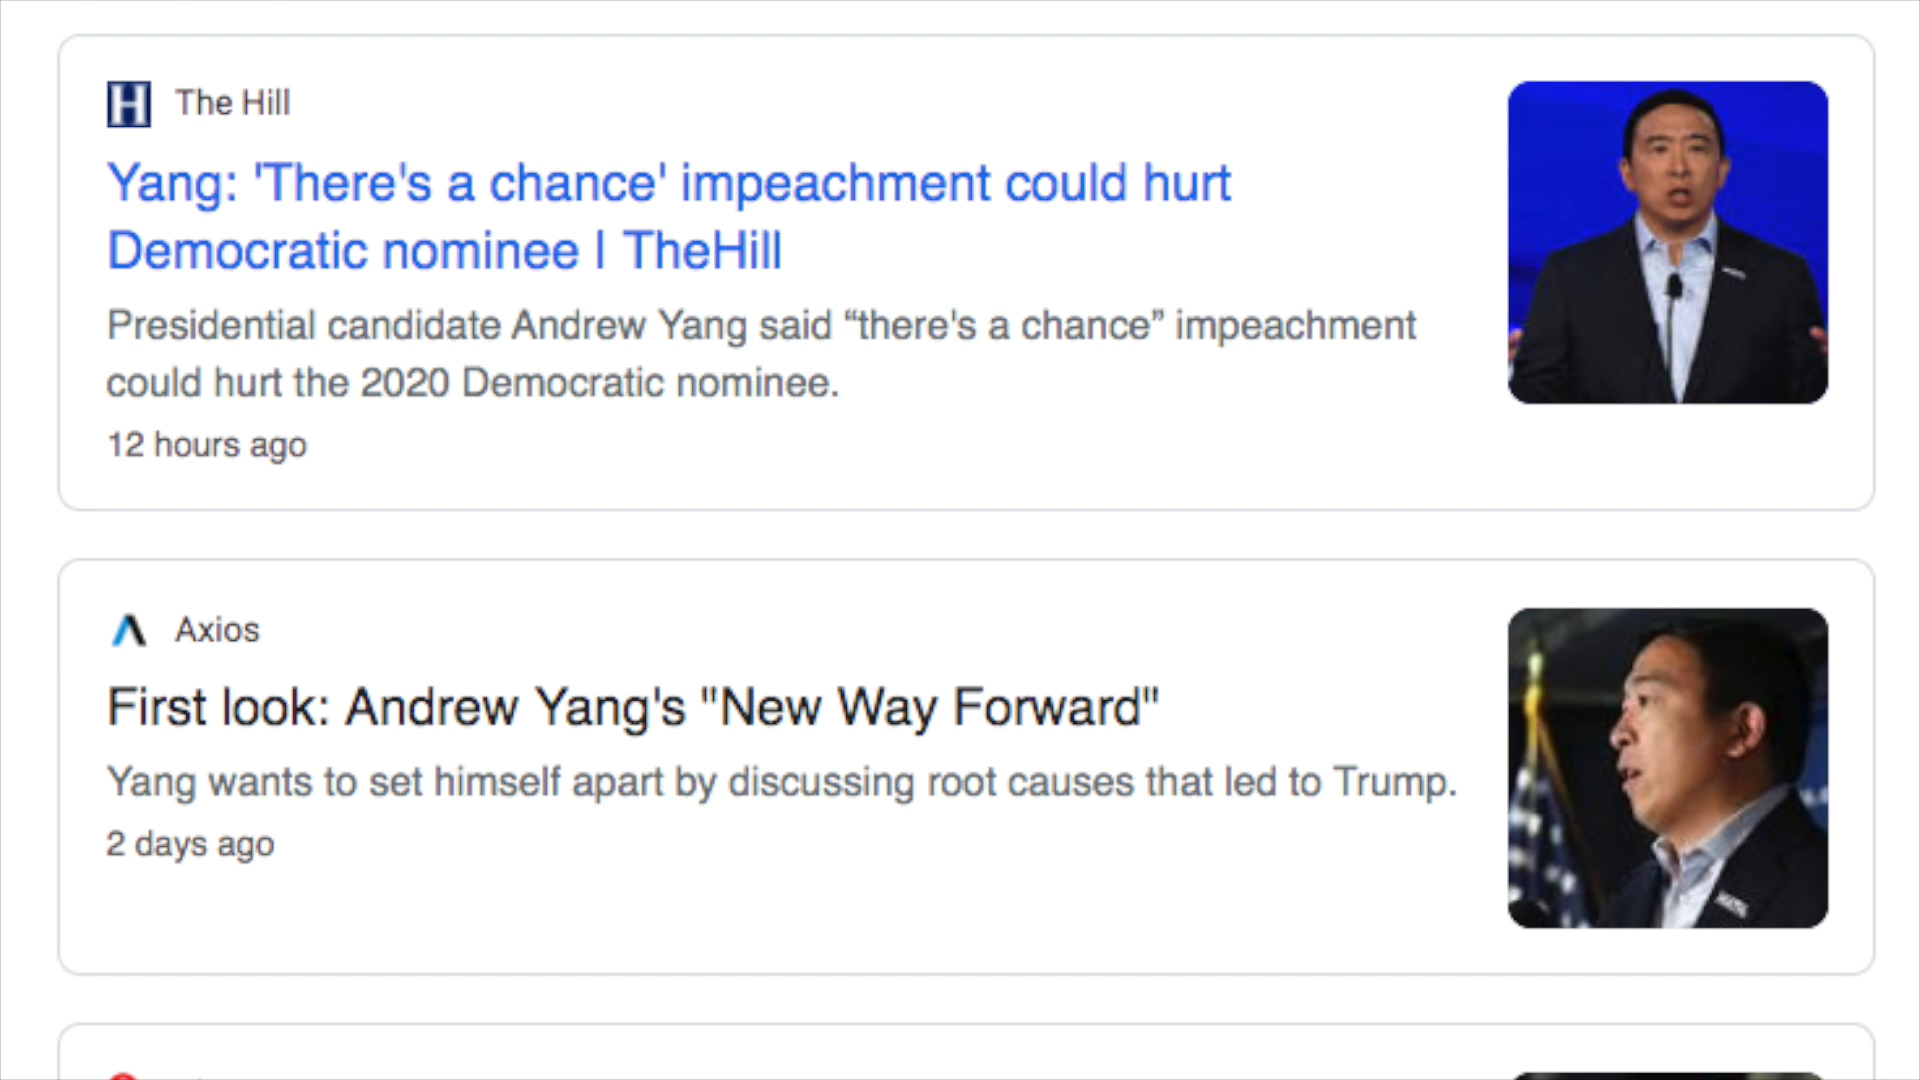 The Hill
Yang: 'There's a chance' impeachment could hurt
Democratic nominee | TheHill
Presidential candidate Andrew Yang said “there's a chance” impeachment
could hurt the 2020 Democratic nominee.
12 hours ago
Axios
First look: Andrew Yang's "New Way Forward"
Yang wants to set himself apart by discussing root causes that led to Trump.
2 days ago